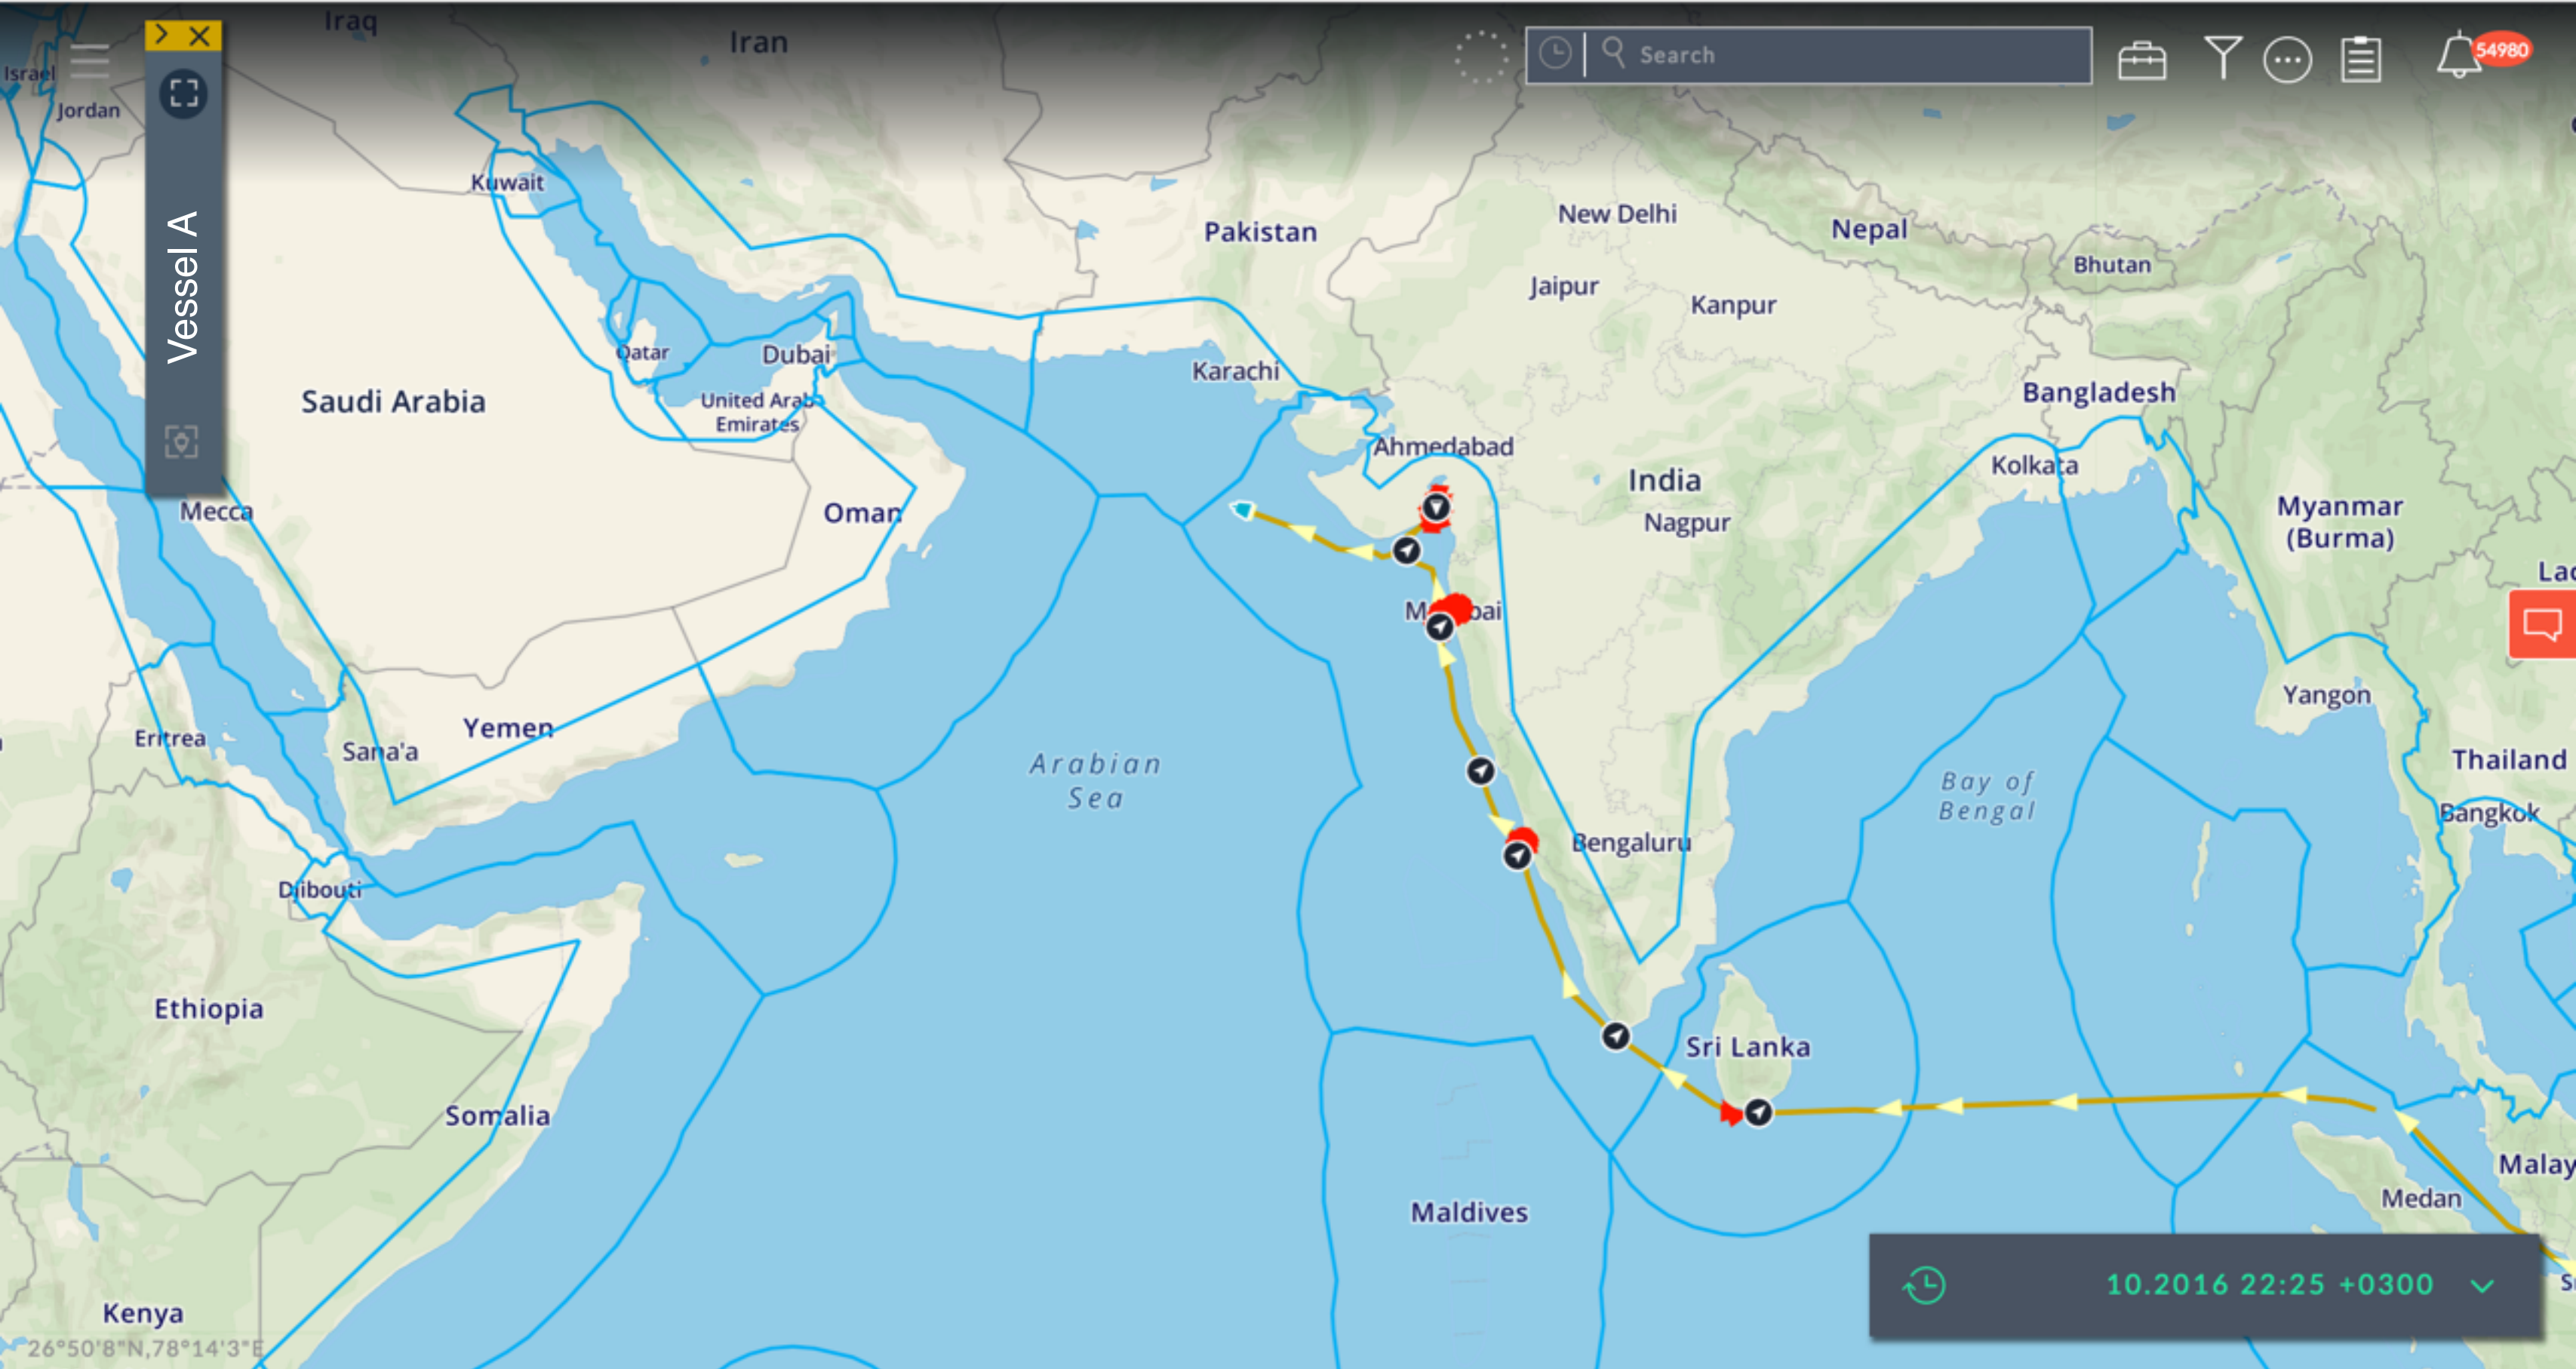 Iraq
Iran
Search
54980
Israel
Jordan
Kuwait
Vessel A
Pakistan
New Delhi
Nepal
Bhutan
Jaipur
Kanpur
Qatar
Dubai
Karachi
Saudi Arabia
United Arab
Emirates
Bangladesh
Ahmedabad
India
Kolkata
Mecca
Oman
Nagpur
Myanmar
(Burma)
Yangon
Eritrea
Sana'a
Yemen
Arabian
Sea
Bay of
Bengal
Thailand
Bangkok
Bengaluru
Djibouti
Ethiopia
Sri Lanka
Somalia
Malay
Medan
Maldives
10.2016 22:25 +0300
Kenya
26°50'8"N,78°14'3"E